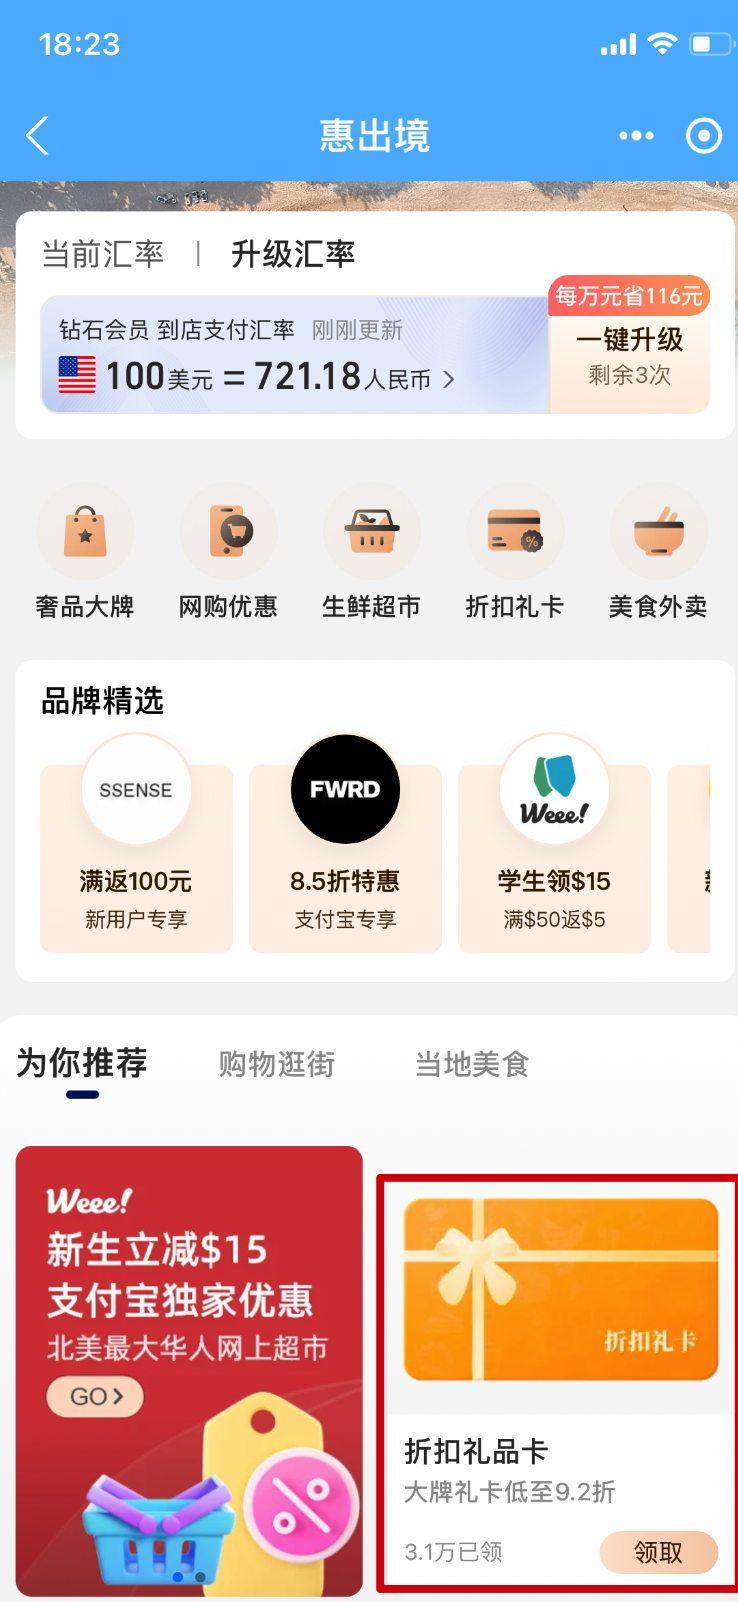 18:23
惠出境
当前汇率 | 升级汇率
每万元省116元
钻石会员 到店支付汇率 刚刚更新
100美元 = 721.18人民币 >
一键升级
剩余3次
奢品大牌 网购优惠 生鲜超市 折扣礼卡 美食外卖
品牌精选
SSENSE
满返100元
新用户专享
FWRD
8.5折特惠
支付宝专享
Weee!
学生领$15
满$50返$5
为你推荐 购物逛街 当地美食
Weee!
新生立减$15
支付宝独家优惠
北美最大华人网上超市
GO >
折扣礼卡
折扣礼品卡
大牌礼卡低至9.2折
3.1万已领
领取